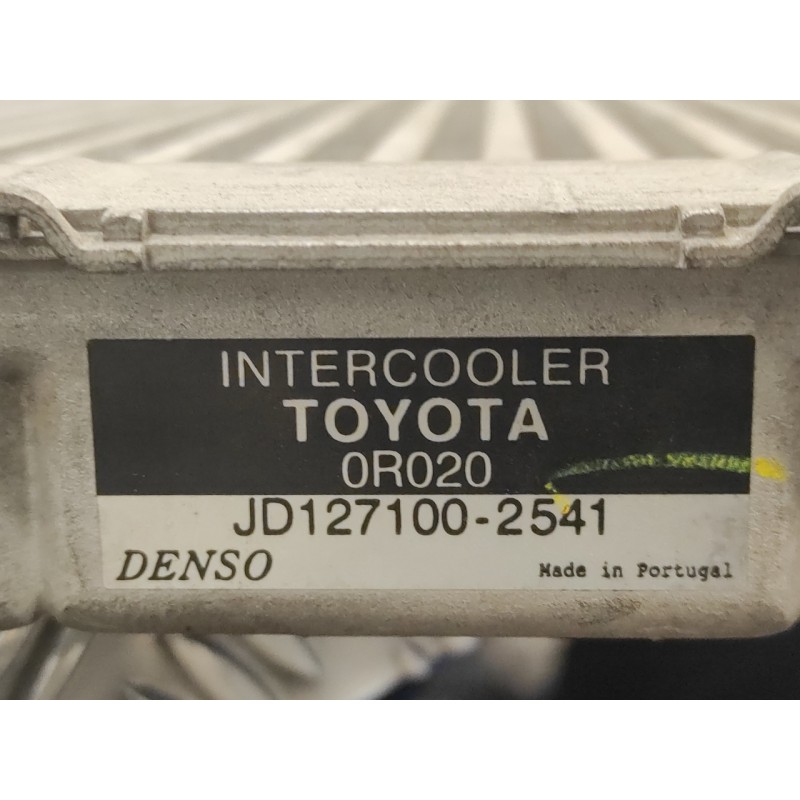 INTERCOOLER
TOYOTA
0R020
JD127100-2541
DENSO Made in Portugal